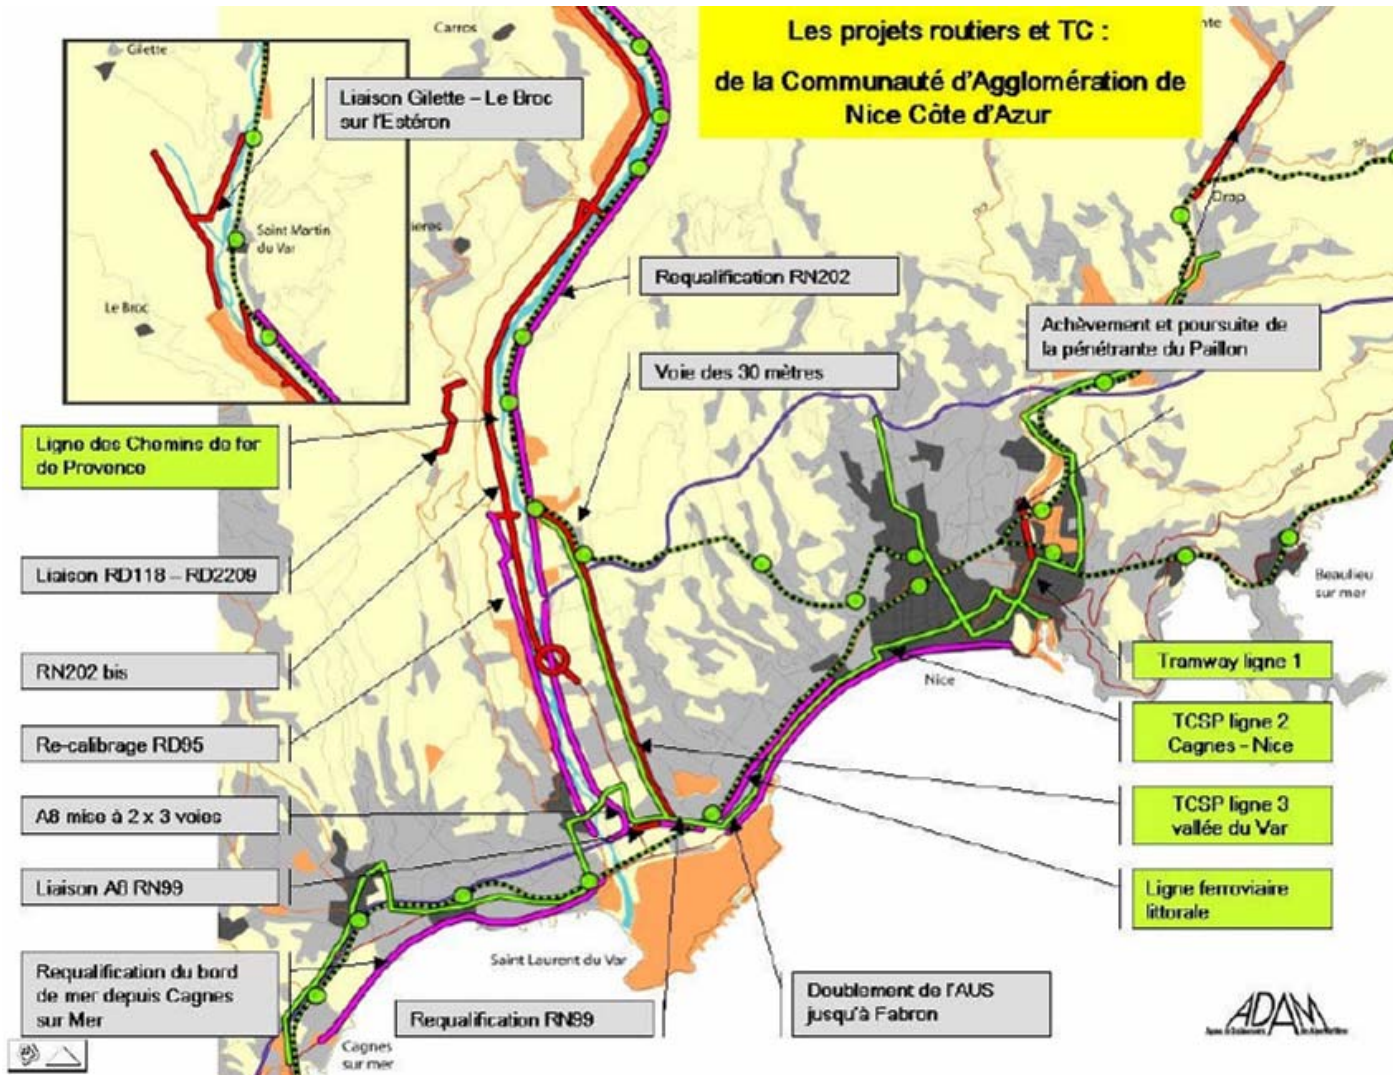 Les projets routiers et TC :
de la Communauté d'Agglomération de
Nice Côte d'Azur
Gilette
Carros
Liaison Gilette – Le Broc
sur l'Estéron
Saint Martin
du Var
Le Broc
Drap
Requalification RN202
Achèvement et poursuite de
la pénétrante du Paillon
Voie des 30 mètres
Ligne des Chemins de fer
de Provence
Liaison RD118 – RD2209
Beaulieu
sur mer
RN202 bis
Tramway ligne 1
Nice
Re-calibrage RD95
TCSP ligne 2
Cagnes - Nice
A8 mise à 2 x 3 voies
TCSP ligne 3
vallée du Var
Liaison A8 RN99
Ligne ferroviaire
littorale
Requalification du bord
de mer depuis Cagnes
sur Mer
Saint Laurent du Var
Requalification RN99
Doublement de l'AUS
jusqu'à Fabron
Cagnes
sur mer
ADAM